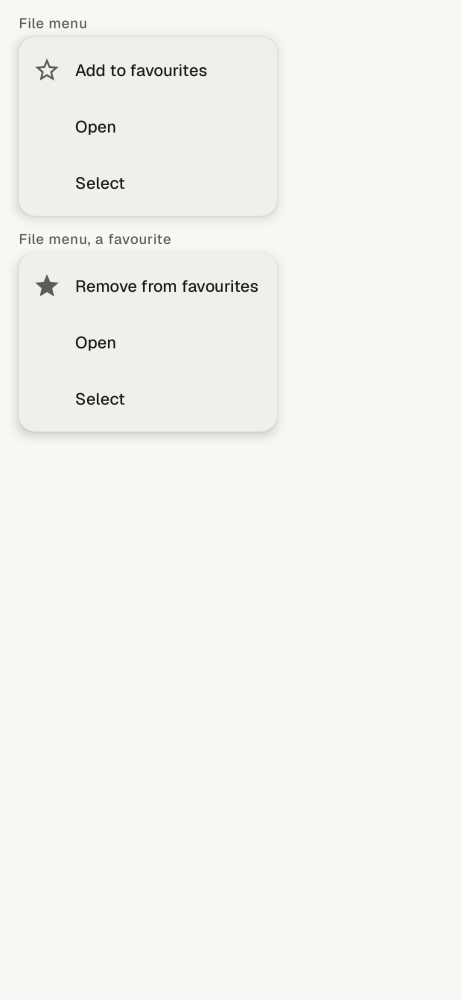 File menu
Add to favourites
Open
Select
File menu, a favourite
Remove from favourites
Open
Select